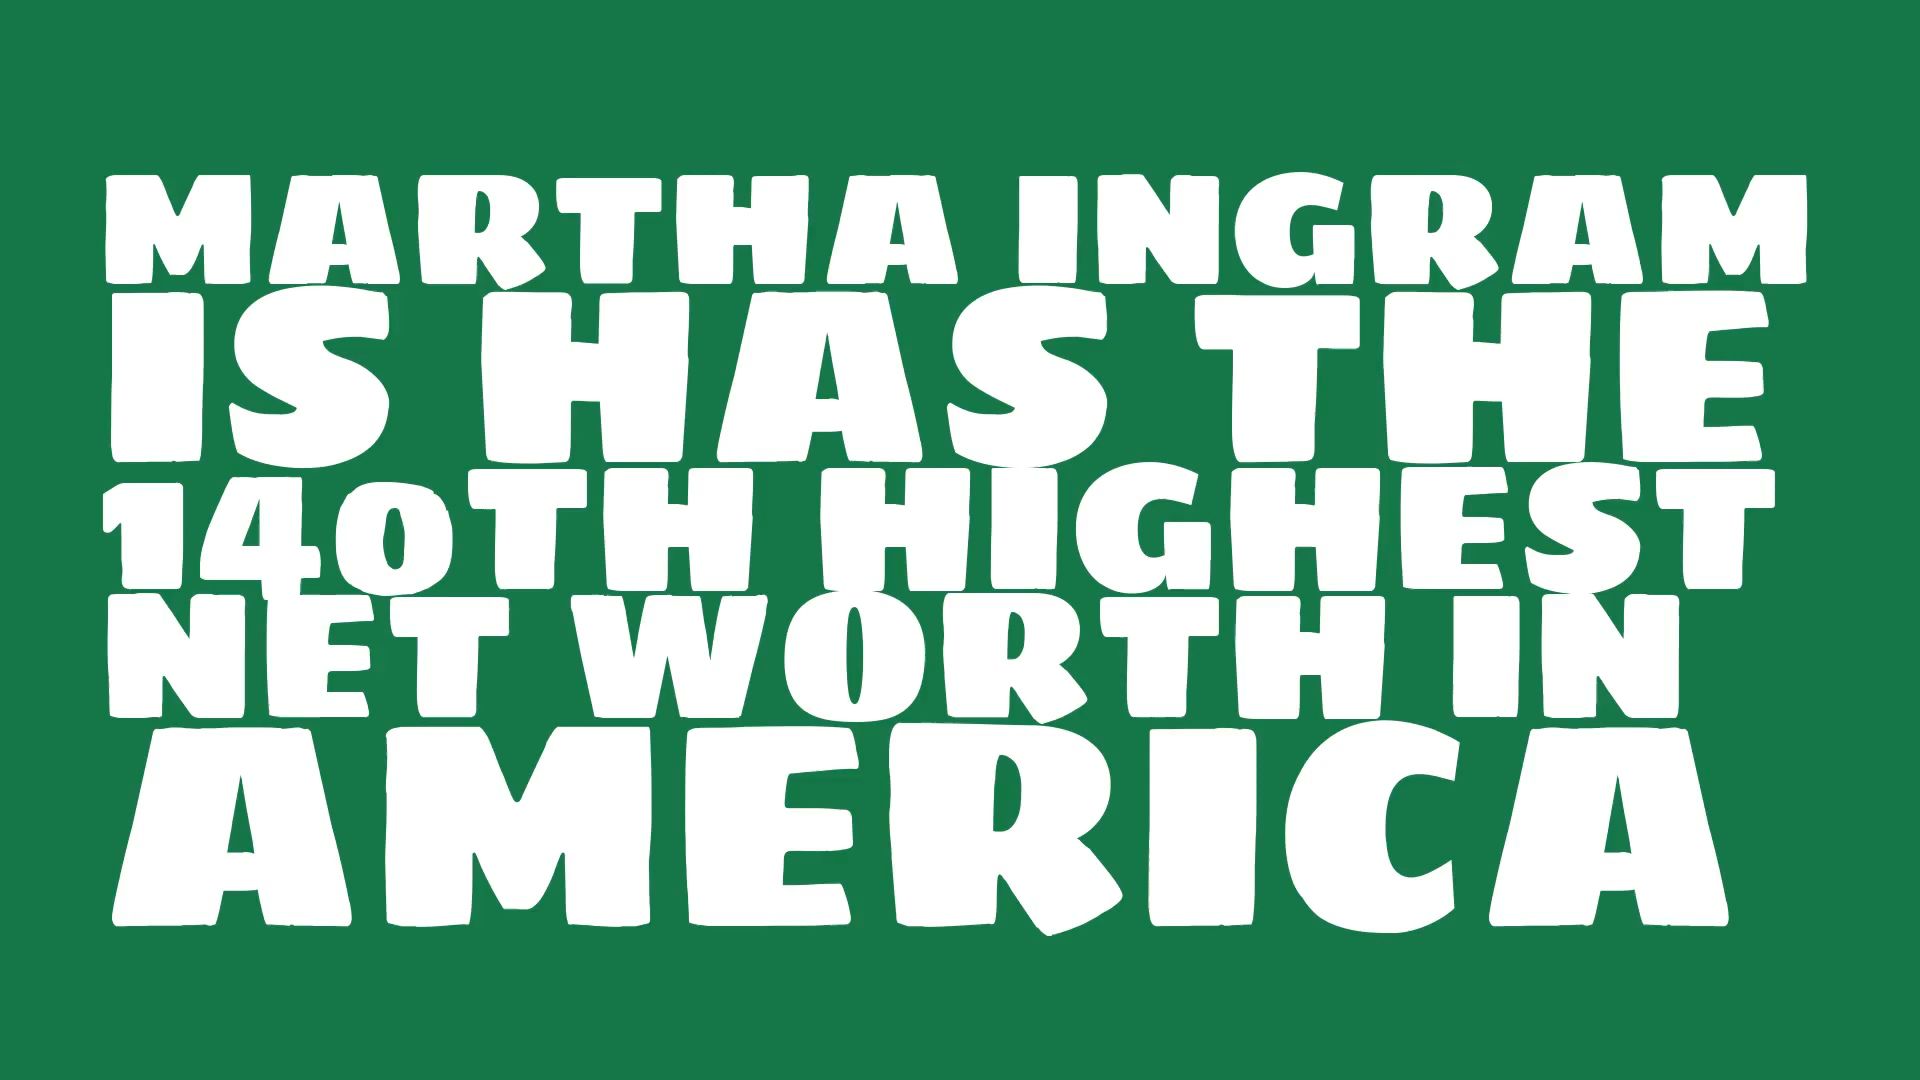 MARTHA INGRAM
IS HAS THE
140TH HIGHEST
NET WORTH IN
AMERICA